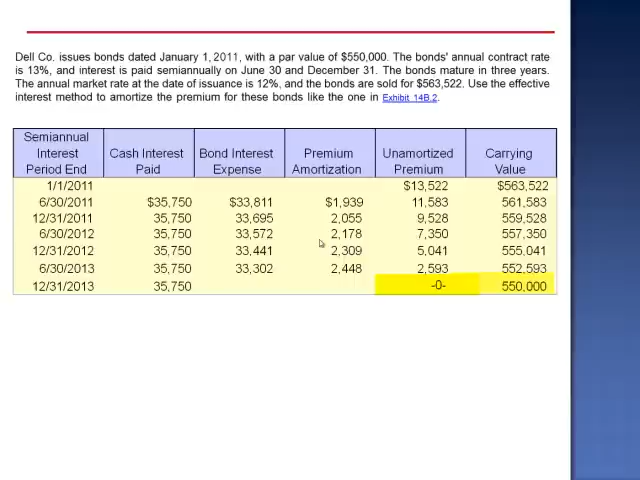 Dell Co. issues bonds dated January 1, 2011, with a par value of $550,000. The bonds' annual contract rate
is 13%, and interest is paid semiannually on June 30 and December 31. The bonds mature in three years.
The annual market rate at the date of issuance is 12%, and the bonds are sold for $563,522. Use the effective
interest method to amortize the premium for these bonds like the one in Exhibit 14B.2.
Semiannual Interest Period End Cash Interest Paid Bond Interest Expense Premium Amortization Unamortized Premium Carrying Value
1/1/2011 $13,522 $563,522
6/30/2011 $35,750 $33,811 $1,939 11,583 561,583
12/31/2011 35,750 33,695 2,055 9,528 559,528
6/30/2012 35,750 33,572 2,178 7,350 557,350
12/31/2012 35,750 33,441 2,309 5,041 555,041
6/30/2013 35,750 33,302 2,448 2,593 552,593
12/31/2013 35,750 -0- 550,000